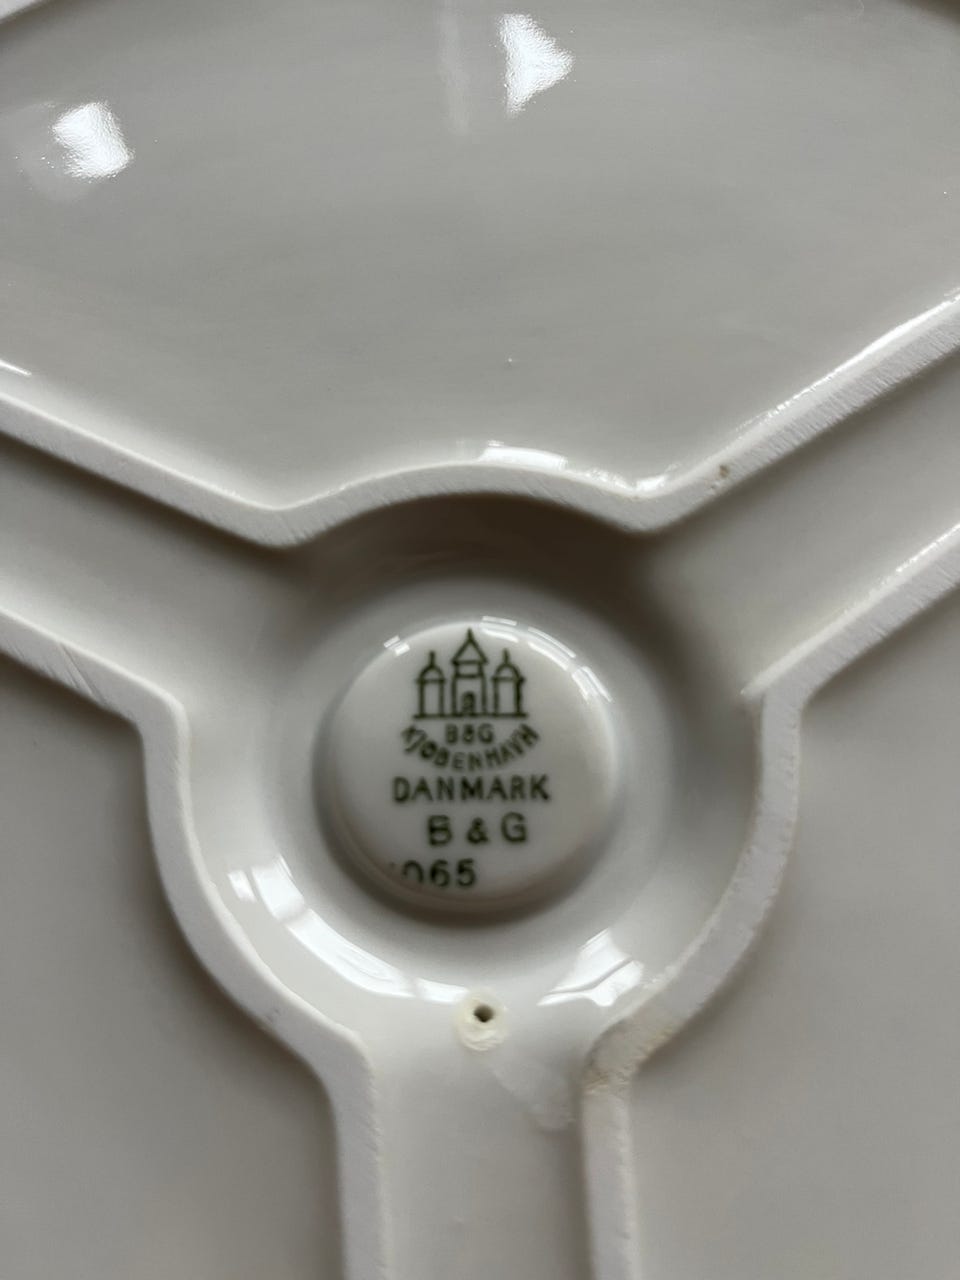 B&G
KJØBENHAVN
DANMARK
B & G
065